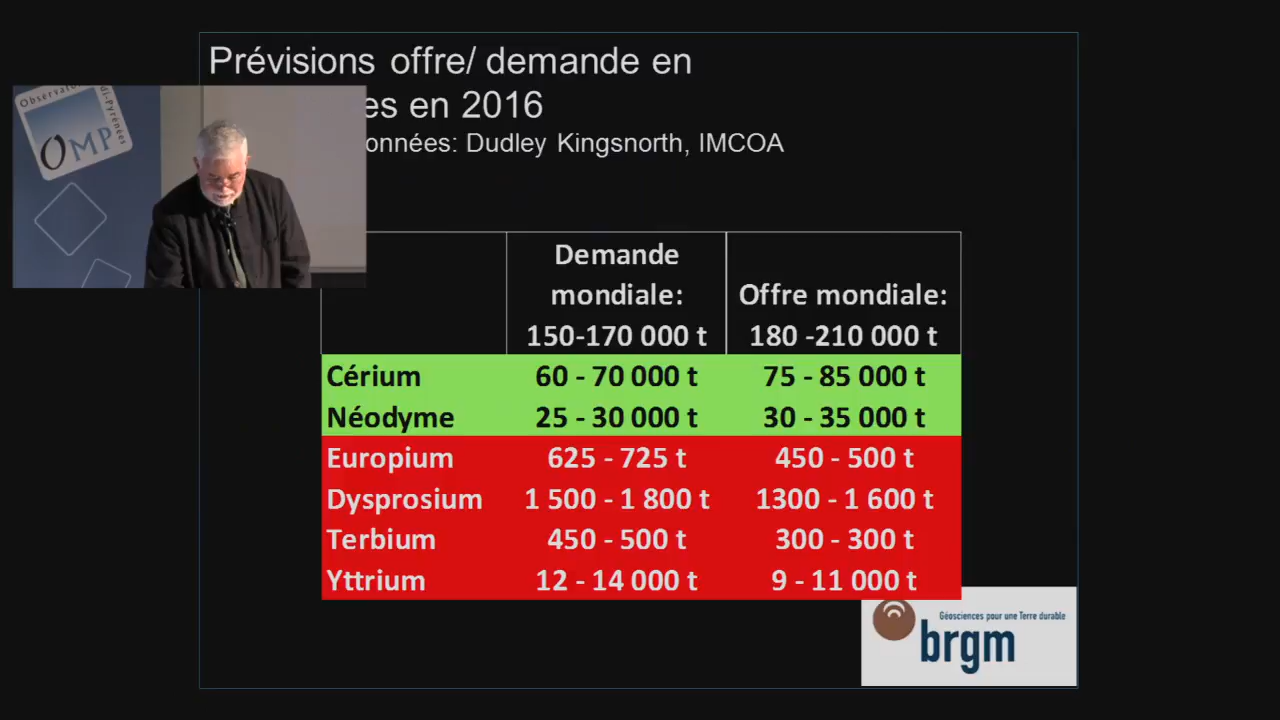 Prévisions offre/ demande en
es en 2016
onnées: Dudley Kingsnorth, IMCOA
OMP
Demande mondiale: 150-170 000 t
Offre mondiale: 180 -210 000 t
Cérium 60 - 70 000 t 75 - 85 000 t
Néodyme 25 - 30 000 t 30 - 35 000 t
Europium 625 - 725 t 450 - 500 t
Dysprosium 1 500 - 1 800 t 1300 - 1 600 t
Terbium 450 - 500 t 300 - 300 t
Yttrium 12 - 14 000 t 9 - 11 000 t
Géosciences pour une Terre durable
brgm